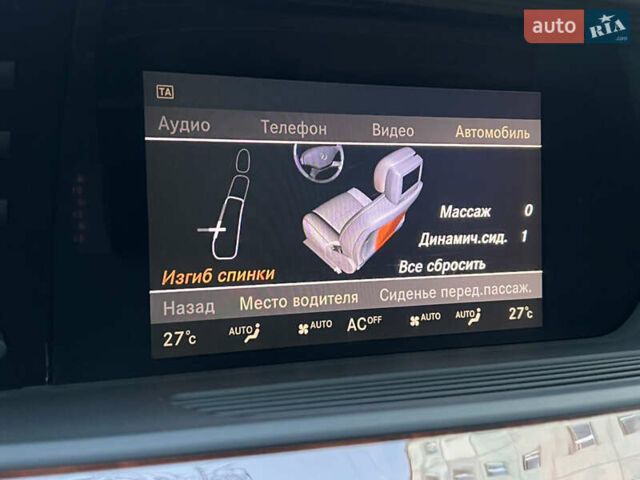 auto RIA.com
TA
Аудио Телефон Видео Автомобиль
Массаж 0
Динамич.сид. 1
Все сбросить
Изгиб спинки
Назад Место водителя Сиденье перед.пассаж.
27°c AUTO AUTO AC OFF AUTO AUTO 27°c